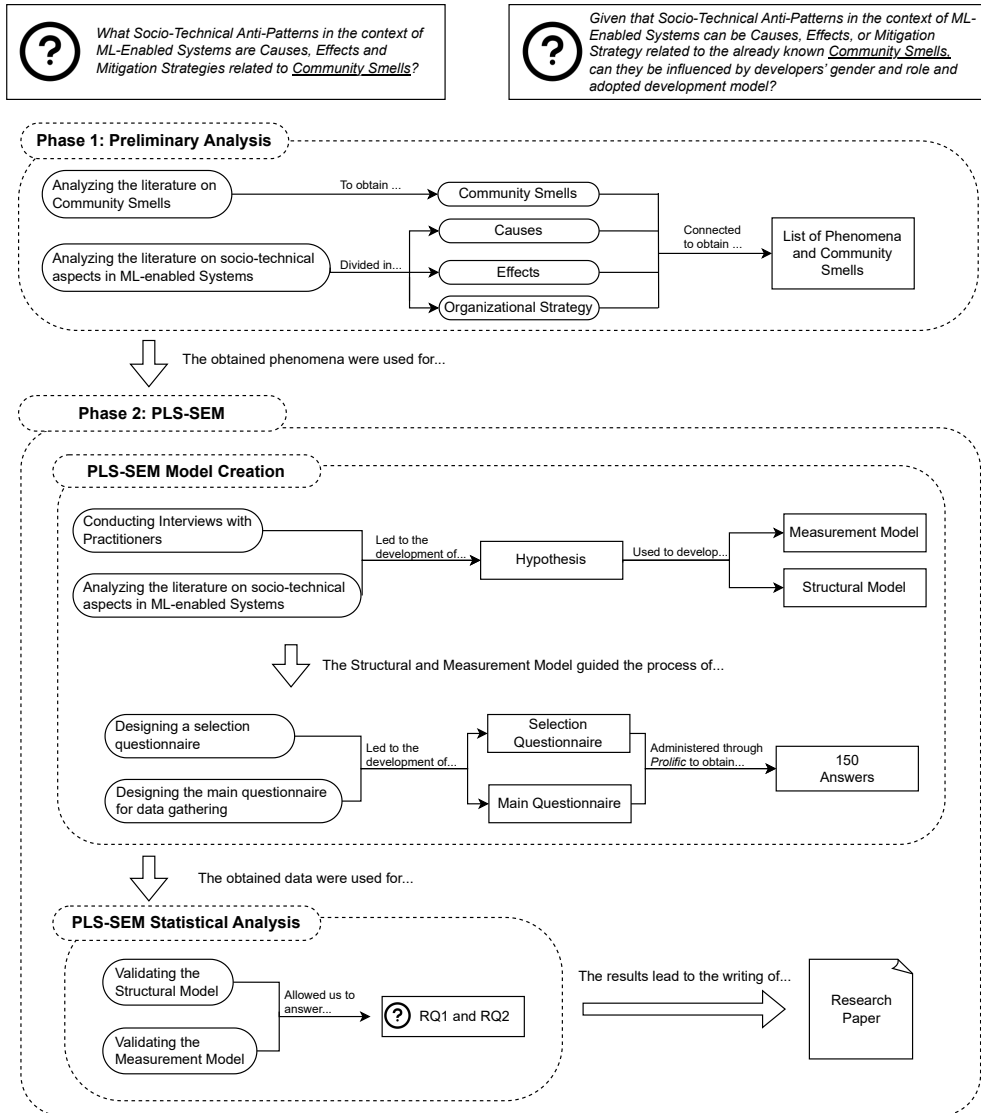 What Socio-Technical Anti-Patterns in the context of
ML-Enabled Systems are Causes, Effects and
Mitigation Strategies related to Community Smells?
Given that Socio-Technical Anti-Patterns in the context of ML-
Enabled Systems can be Causes, Effects, or Mitigation
Strategy related to the already known Community Smells,
can they be influenced by developers' gender and role and
adopted development model?
Phase 1: Preliminary Analysis
Analyzing the literature on
Community Smells
To obtain ...
Community Smells
Analyzing the literature on socio-technical
aspects in ML-enabled Systems
Divided in...
Causes
Effects
Organizational Strategy
Connected
to obtain ...
List of Phenomena
and Community
Smells
The obtained phenomena were used for...
Phase 2: PLS-SEM
PLS-SEM Model Creation
Conducting Interviews with
Practitioners
Analyzing the literature on socio-technical
aspects in ML-enabled Systems
Led to the
development of...
Hypothesis
Used to develop...
Measurement Model
Structural Model
The Structural and Measurement Model guided the process of...
Designing a selection
questionnaire
Designing the main questionnaire
for data gathering
Led to the
development of...
Selection
Questionnaire
Main Questionnaire
Administered through
Prolific to obtain...
150
Answers
The obtained data were used for...
PLS-SEM Statistical Analysis
Validating the
Structural Model
Validating the
Measurement Model
Allowed us to
answer...
? RQ1 and RQ2
The results lead to the writing of...
Research
Paper